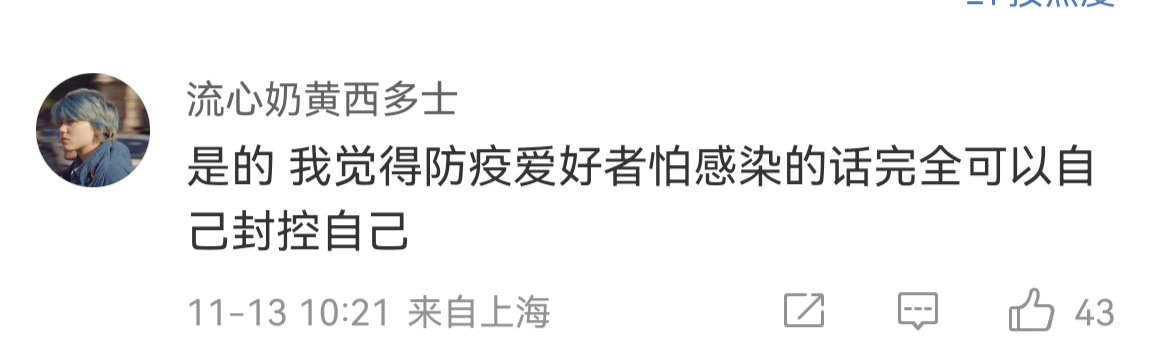 流心奶黄西多士
是的 我觉得防疫爱好者怕感染的话完全可以自
己封控自己
11-13 10:21 来自上海
43